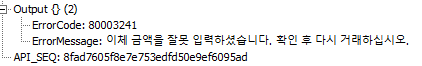 Output {} (2)
ErrorCode: 80003241
ErrorMessage: 이체 금액을 잘못 입력하셨습니다. 확인 후 다시 거래하십시오.
API_SEQ: 8fad7605f8e7e753edfd50e9ef6095ad